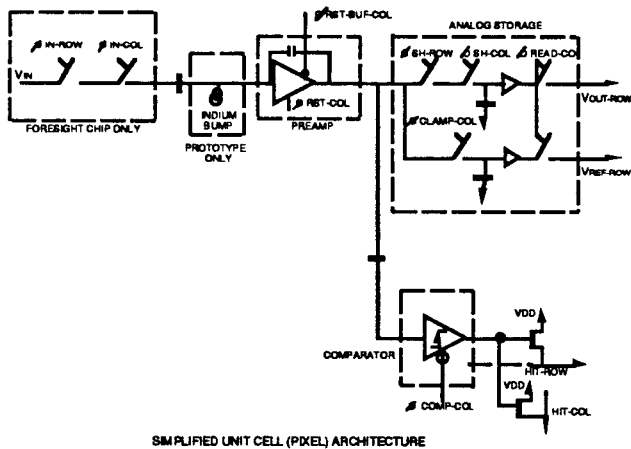 ø RST-BUF-COL
ø IN-ROW ø IN-COL
VIN
FORESIGHT CHIP ONLY
INDIUM
BUMP
PROTOTYPE
ONLY
ø RST-COL
PREAMP
ANALOG STORAGE
ø SH-ROW ø SH-COL ø READ-CO
VOUT-ROW
ø CLAMP-COL
VREF-ROW
COMPARATOR
ø COMP-COL
VDD
HIT-ROW
VDD
HIT-COL
SIMPLIFIED UNIT CELL (PIXEL) ARCHITECTURE